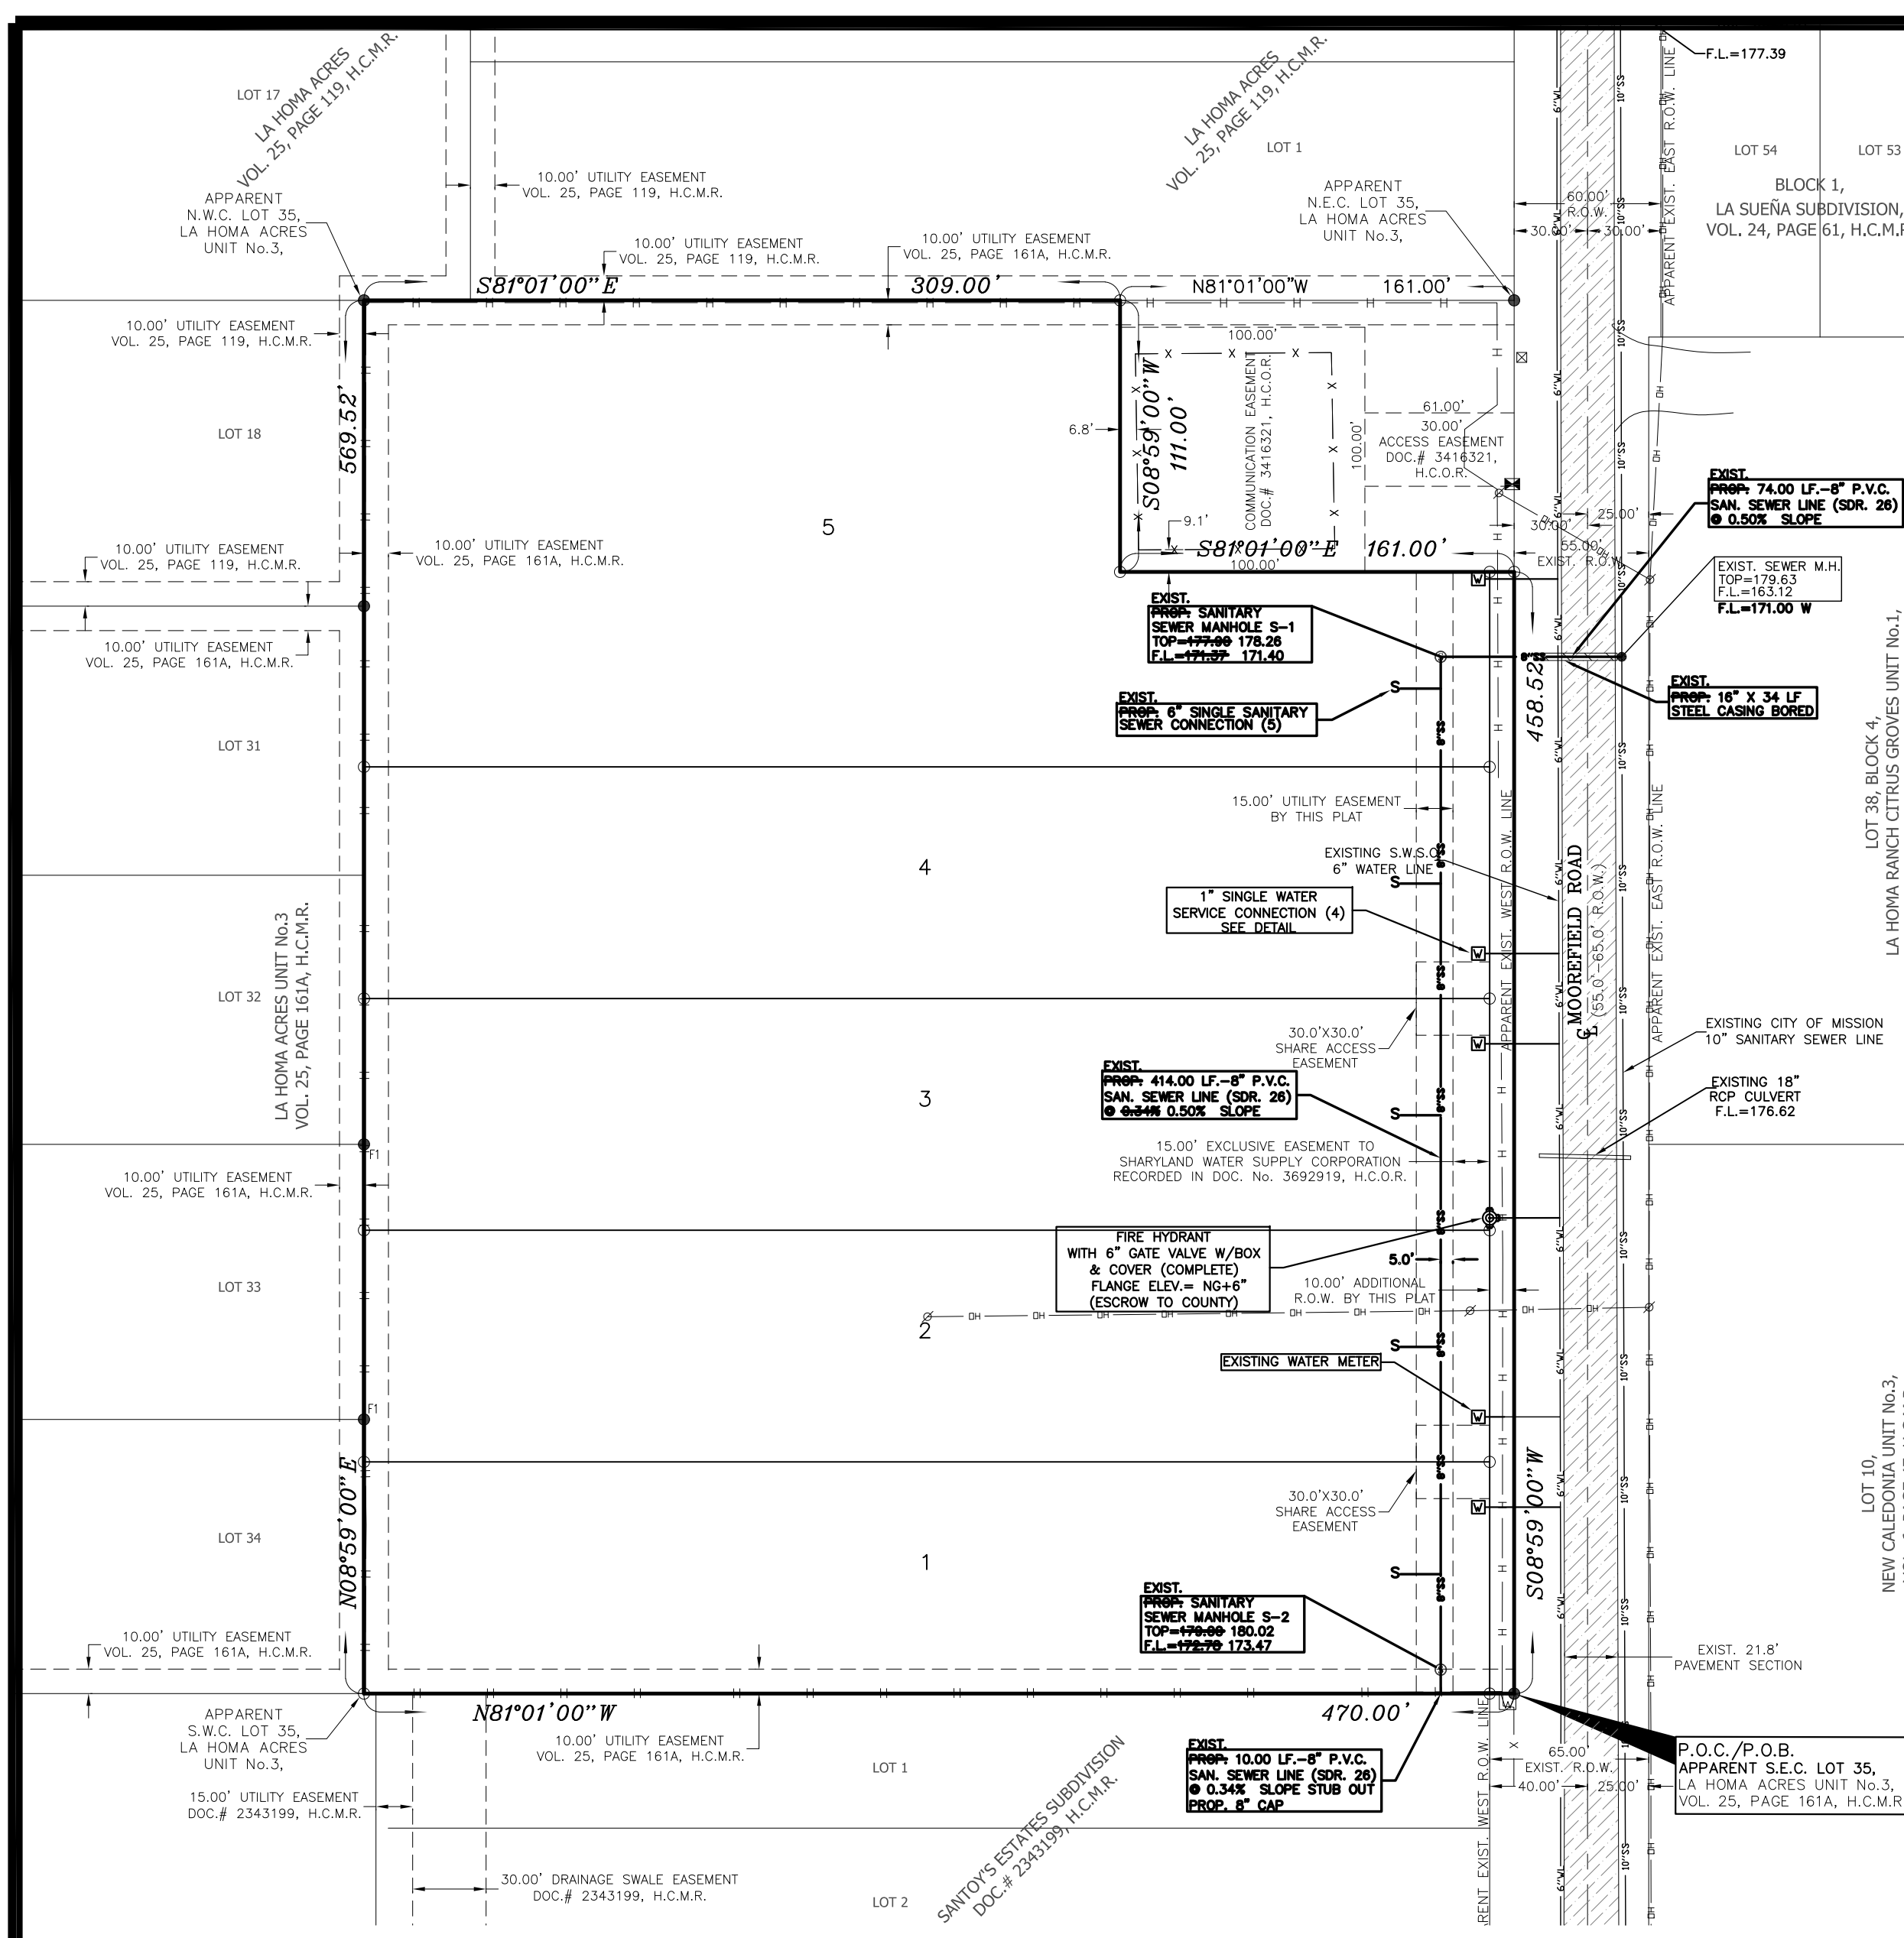 LOT 17
LA HOMA ACRES
VOL. 25, PAGE 119, H.C.M.R.
LA HOMA ACRES
VOL. 25, PAGE 119, H.C.M.R.
LOT 1
F.L.=177.39
LOT 54
LOT 53
BLOCK 1,
LA SUEÑA SUBDIVISION,
VOL. 24, PAGE 61, H.C.M.R
APPARENT EXIST. EAST R.O.W. LINE
60.00'
R.O.W.
30.00'
30.00'
10.00' UTILITY EASEMENT
VOL. 25, PAGE 119, H.C.M.R.
APPARENT
N.W.C. LOT 35,
LA HOMA ACRES
UNIT No.3,
APPARENT
N.E.C. LOT 35,
LA HOMA ACRES
UNIT No.3,
10.00' UTILITY EASEMENT
VOL. 25, PAGE 119, H.C.M.R.
10.00' UTILITY EASEMENT
VOL. 25, PAGE 161A, H.C.M.R.
S81°01'00"E
309.00'
N81°01'00"W
161.00'
10.00' UTILITY EASEMENT
VOL. 25, PAGE 119, H.C.M.R.
569.52'
LOT 18
5
100.00'
S08°59'00"W
111.00'
6.8'
COMMUNICATION EASEMENT
DOC.# 3416321, H.C.O.R.
100.00'
61.00'
30.00'
ACCESS EASEMENT
DOC.# 3416321,
H.C.O.R.
9.1'
S81°01'00"E
161.00'
100.00'
30.00'
25.00'
55.00'
EXIST. R.O.W.
EXIST.
PROP. 74.00 LF.-8" P.V.C.
SAN. SEWER LINE (SDR. 26)
@ 0.50% SLOPE
EXIST. SEWER M.H.
TOP=179.63
F.L.=163.12
F.L.=171.00 W
10.00' UTILITY EASEMENT
VOL. 25, PAGE 119, H.C.M.R.
10.00' UTILITY EASEMENT
VOL. 25, PAGE 161A, H.C.M.R.
10.00' UTILITY EASEMENT
VOL. 25, PAGE 161A, H.C.M.R.
EXIST.
PROP. SANITARY
SEWER MANHOLE S-1
TOP=177.90 178.26
F.L.=171.37 171.40
8"SS
458.52'
EXIST.
PROP. 16" X 34 LF
STEEL CASING BORED
EXIST.
PROP. 6" SINGLE SANITARY
SEWER CONNECTION (5)
S
LOT 31
LOT 38, BLOCK 4,
LA HOMA RANCH CITRUS GROVES UNIT No.1,
15.00' UTILITY EASEMENT
BY THIS PLAT
EXISTING S.W.S.C.
6" WATER LINE
S
4
1" SINGLE WATER
SERVICE CONNECTION (4)
SEE DETAIL
W
APPARENT EXIST. WEST R.O.W. LINE
MOOREFIELD ROAD
(55.0'-65.0' R.O.W.)
APPARENT EXIST. EAST R.O.W. LINE
LA HOMA ACRES UNIT No.3
VOL. 25, PAGE 161A, H.C.M.R.
LOT 32
30.0'X30.0'
SHARE ACCESS
EASEMENT
W
EXISTING CITY OF MISSION
10" SANITARY SEWER LINE
EXISTING 18"
RCP CULVERT
F.L.=176.62
EXIST.
PROP. 414.00 LF.-8" P.V.C.
SAN. SEWER LINE (SDR. 26)
@ 0.34% 0.50% SLOPE
3
S
F1
15.00' EXCLUSIVE EASEMENT TO
SHARYLAND WATER SUPPLY CORPORATION
RECORDED IN DOC. No. 3692919, H.C.O.R.
10.00' UTILITY EASEMENT
VOL. 25, PAGE 161A, H.C.M.R.
FIRE HYDRANT
WITH 6" GATE VALVE W/BOX
& COVER (COMPLETE)
FLANGE ELEV.= NG+6"
(ESCROW TO COUNTY)
5.0'
10.00' ADDITIONAL
R.O.W. BY THIS PLAT
LOT 33
2
S
EXISTING WATER METER
W
F1
LOT 10,
NEW CALEDONIA UNIT No.3,
N08°59'00"E
S08°59'00"W
30.0'X30.0'
SHARE ACCESS
EASEMENT
W
LOT 34
1
S
EXIST.
PROP. SANITARY
SEWER MANHOLE S-2
TOP=179.90 180.02
F.L.=172.78 173.47
10.00' UTILITY EASEMENT
VOL. 25, PAGE 161A, H.C.M.R.
EXIST. 21.8'
PAVEMENT SECTION
N81°01'00"W
470.00'
APPARENT
S.W.C. LOT 35,
LA HOMA ACRES
UNIT No.3,
10.00' UTILITY EASEMENT
VOL. 25, PAGE 161A, H.C.M.R.
LOT 1
EXIST.
PROP. 10.00 LF.-8" P.V.C.
SAN. SEWER LINE (SDR. 26)
@ 0.34% SLOPE STUB OUT
PROP. 8" CAP
65.00'
EXIST. R.O.W.
40.00'
25.00'
P.O.C./P.O.B.
APPARENT S.E.C. LOT 35,
LA HOMA ACRES UNIT No.3,
VOL. 25, PAGE 161A, H.C.M.R
15.00' UTILITY EASEMENT
DOC.# 2343199, H.C.M.R.
SANTOY'S ESTATES SUBDIVISION
DOC.# 2343199, H.C.M.R.
30.00' DRAINAGE SWALE EASEMENT
DOC.# 2343199, H.C.M.R.
LOT 2
RENT EXIST. WEST R.O.W. LINE